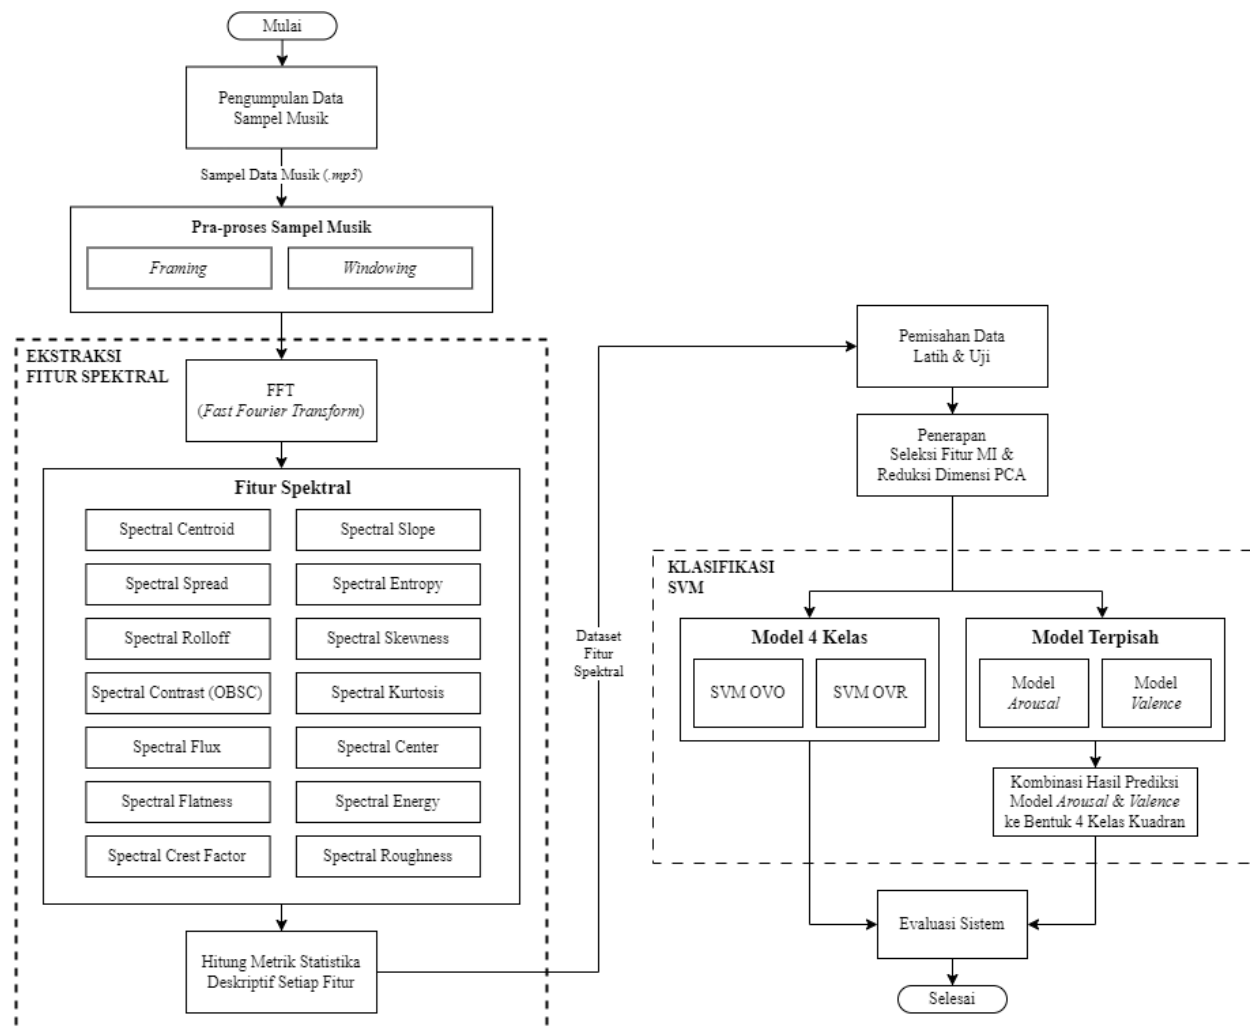 Mulai
Pengumpulan Data
Sampel Musik
Sampel Data Musik (.mp3)
Pra-proses Sampel Musik
Framing
Windowing
EKSTRAKSI
FITUR SPEKTRAL
FFT
(Fast Fourier Transform)
Fitur Spektral
Spectral Centroid
Spectral Slope
Spectral Spread
Spectral Entropy
Spectral Rolloff
Spectral Skewness
Spectral Contrast (OBSC)
Spectral Kurtosis
Spectral Flux
Spectral Center
Spectral Flatness
Spectral Energy
Spectral Crest Factor
Spectral Roughness
Hitung Metrik Statistika
Deskriptif Setiap Fitur
Dataset
Fitur
Spektral
Pemisahan Data
Latih & Uji
Penerapan
Seleksi Fitur MI &
Reduksi Dimensi PCA
KLASIFIKASI
SVM
Model 4 Kelas
SVM OVO
SVM OVR
Model Terpisah
Model
Arousal
Model
Valence
Kombinasi Hasil Prediksi
Model Arousal & Valence
ke Bentuk 4 Kelas Kuadran
Evaluasi Sistem
Selesai